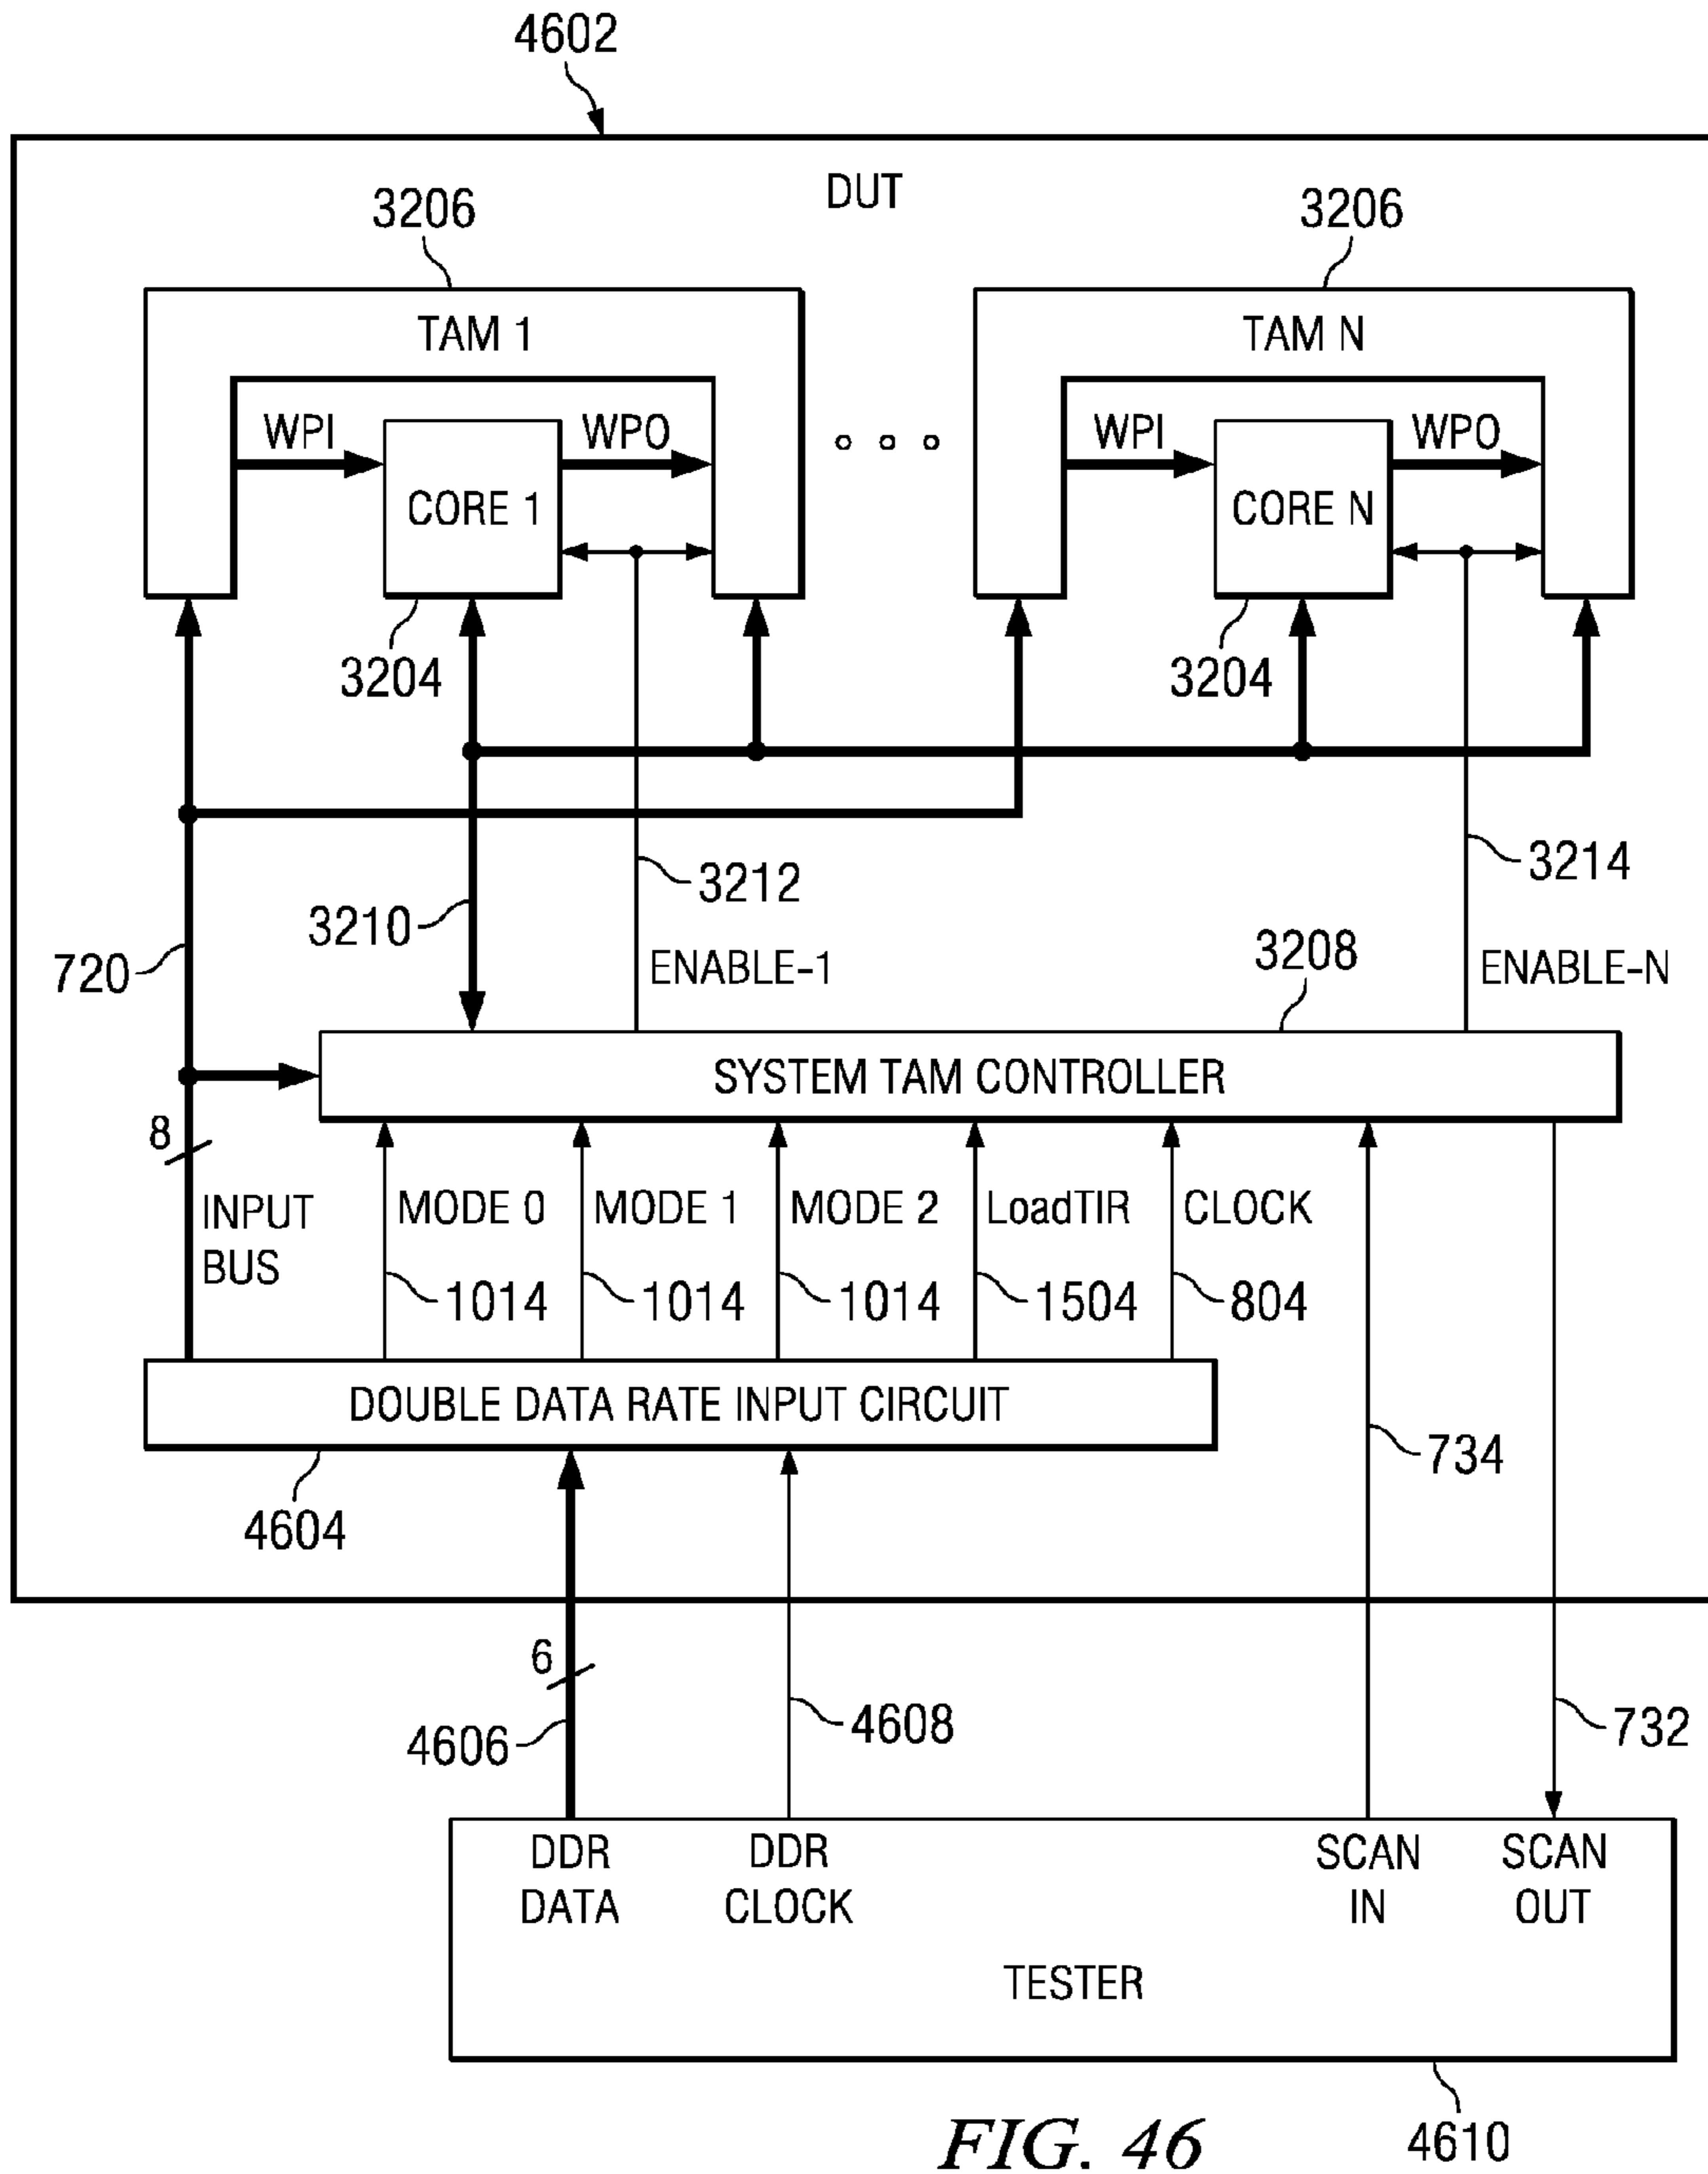 4602
DUT
3206
3206
TAM 1
TAM N
WPI
WPO
WPI
WPO
CORE 1
CORE N
3204
3204
3212
3214
3210
720
ENABLE-1
3208
ENABLE-N
SYSTEM TAM CONTROLLER
8
INPUT
BUS
MODE 0
MODE 1
MODE 2
LoadTIR
CLOCK
1014
1014
1014
1504
804
DOUBLE DATA RATE INPUT CIRCUIT
734
4604
6
4606
4608
732
DDR
DATA
DDR
CLOCK
SCAN
IN
SCAN
OUT
TESTER
FIG. 46
4610